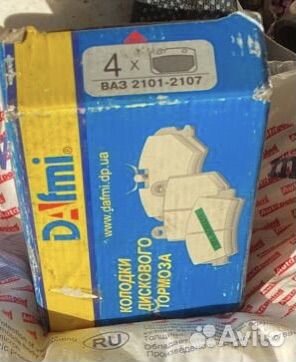 4 x
ВАЗ 2101-2107
DAfmi®
www.dafmi.dp.ua
КОЛОДКИ
ДИСКОВОГО
ТОРМОЗА
RU
Avito